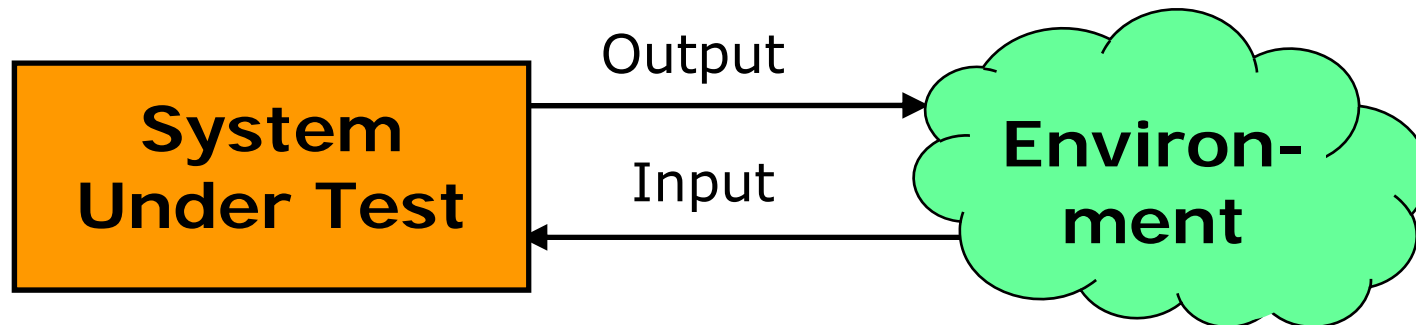 System
Under Test
Output
Input
Environ-
ment